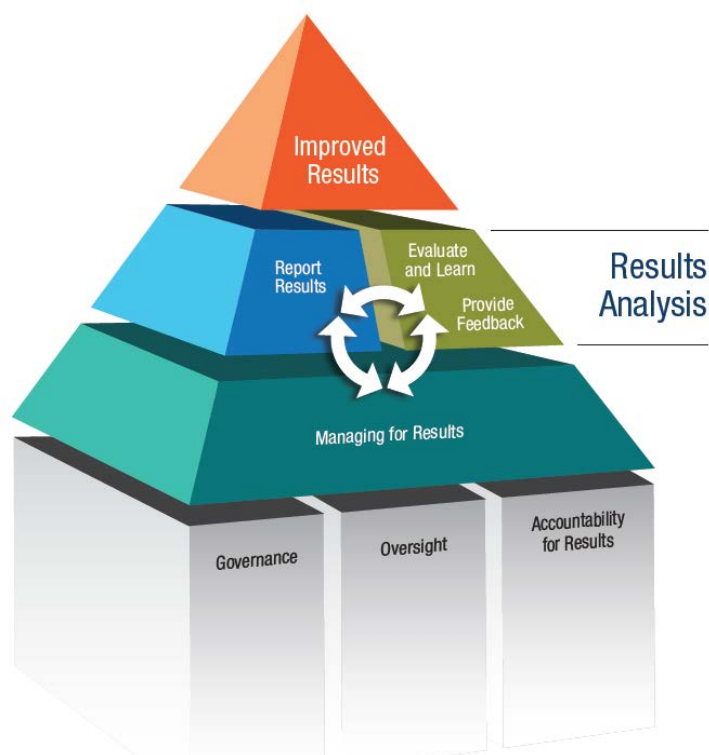 Improved
Results
Report
Results
Evaluate
and Learn
Provide
Feedback
Results
Analysis
Managing for Results
Governance
Oversight
Accountability
for Results